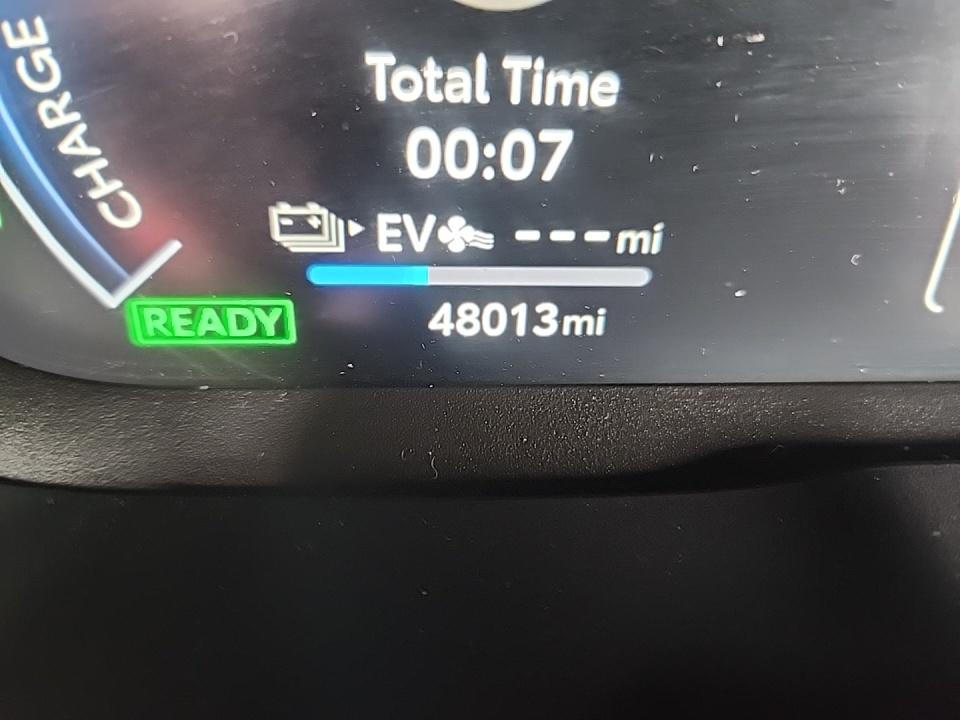 CHARGE
Total Time
00:07
EV ---mi
READY
48013mi